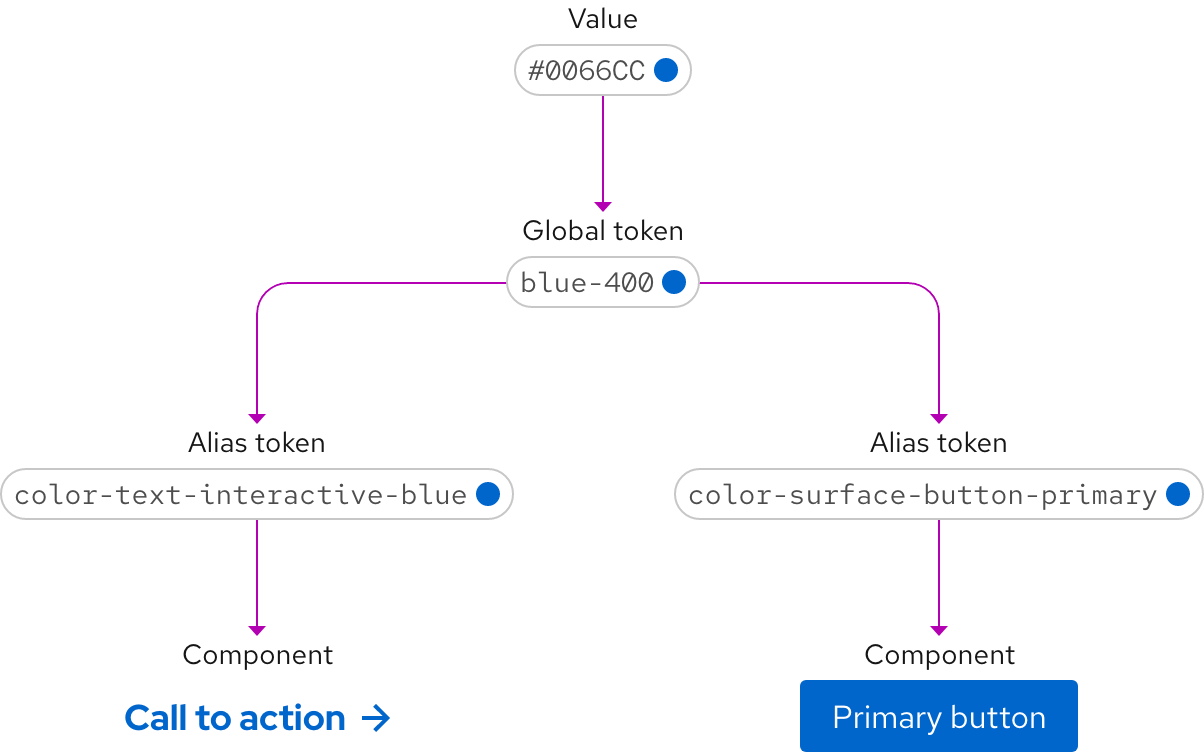 Value
#0066CC
Global token
blue-400
Alias token
color-text-interactive-blue
Component
Call to action
Alias token
color-surface-button-primary
Component
Primary button